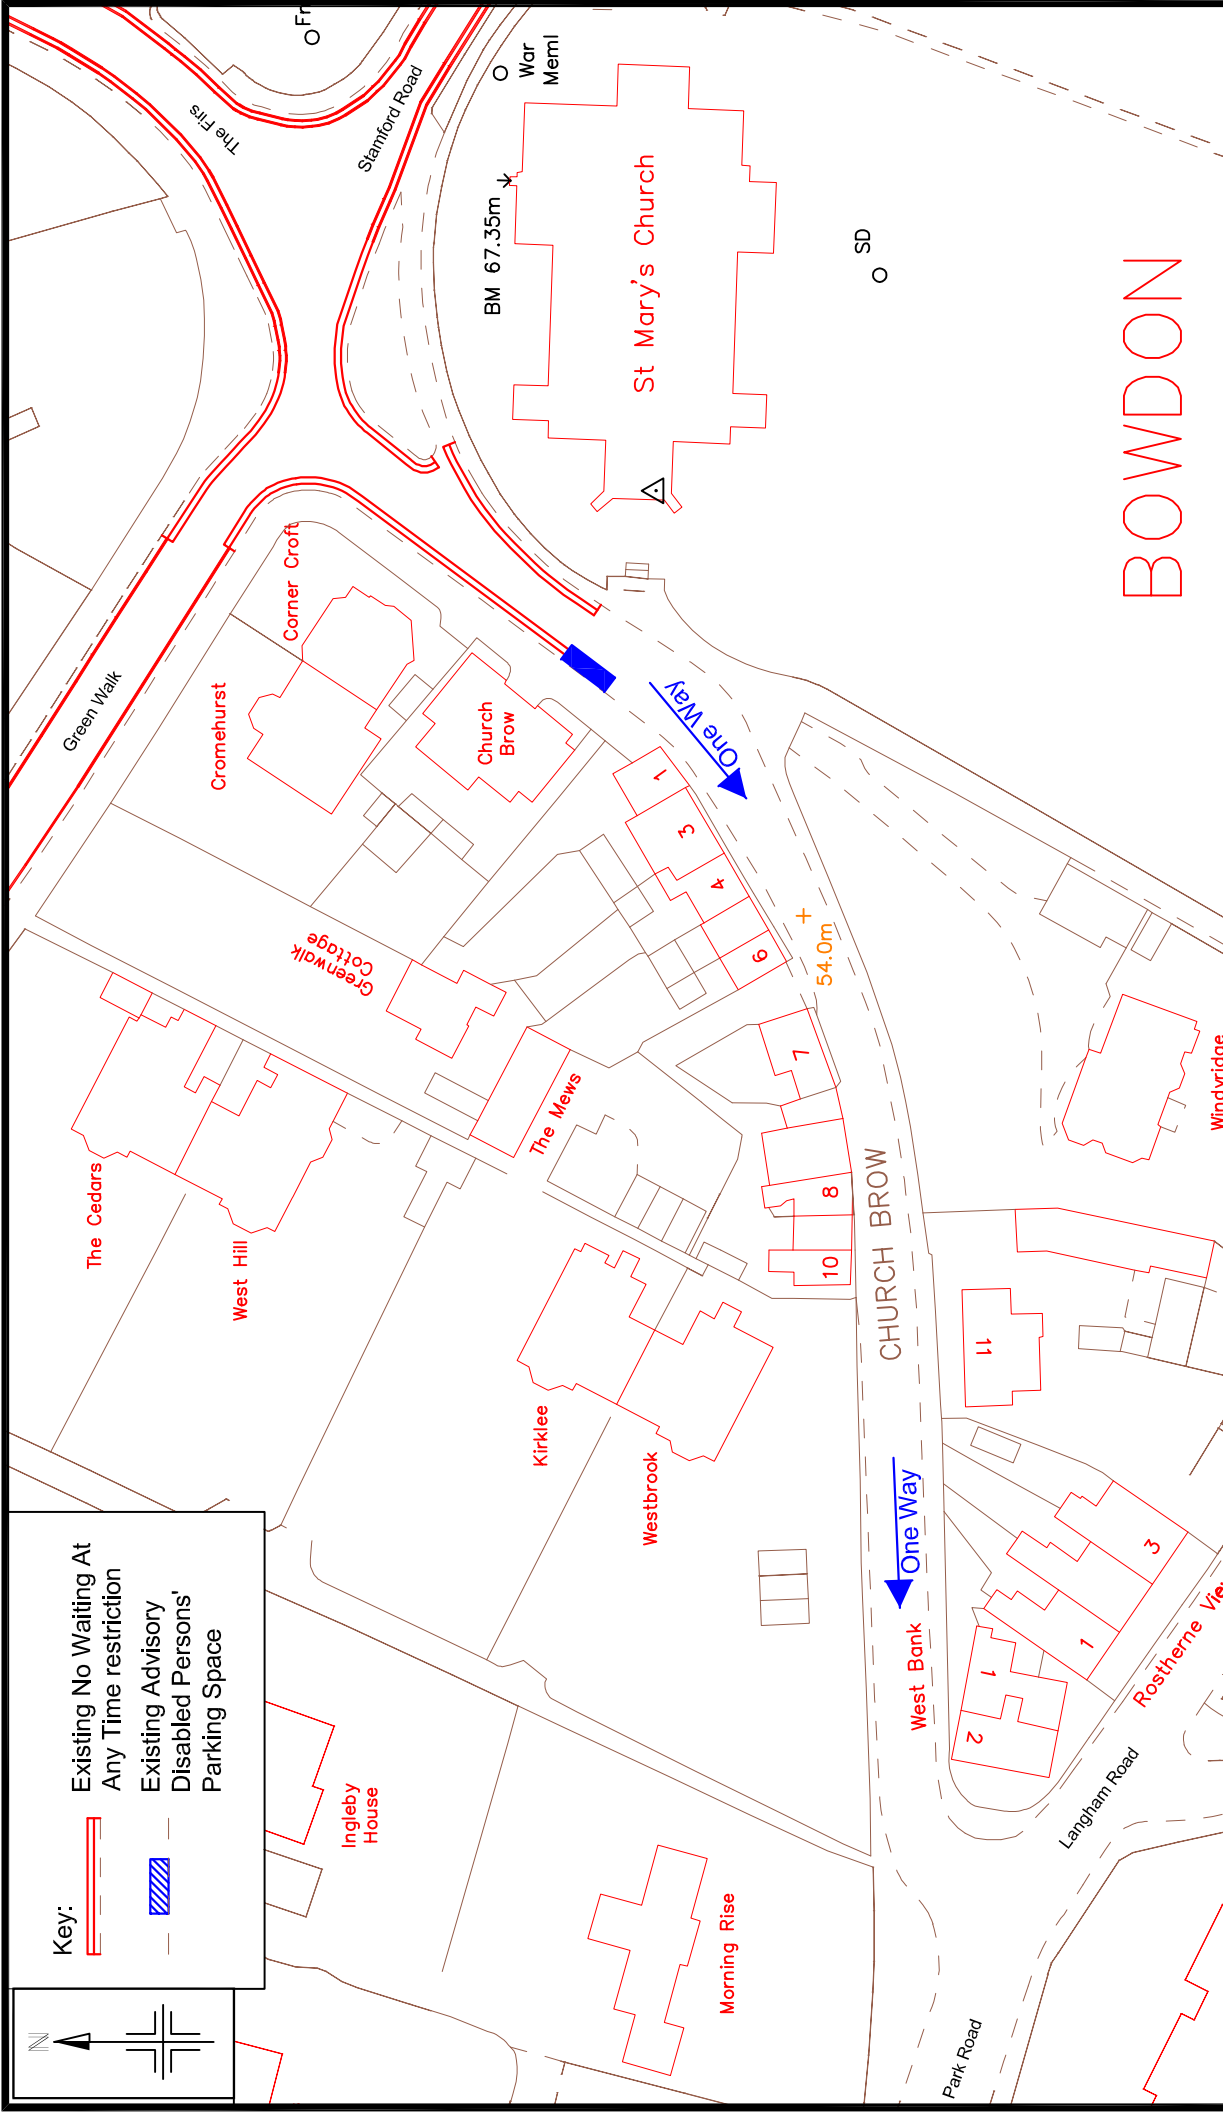 Key:
Existing No Waiting At
Any Time restriction
Existing Advisory
Disabled Persons'
Parking Space
N
Ingleby
House
Morning Rise
Park Road
Langham Road
Rostherne Vie
West Bank
2
1
1
3
One Way
11
CHURCH BROW
10
8
7
Westbrook
Kirklee
West Hill
The Cedars
The Mews
Greenwalk
Cottage
54.0m
6
4
3
1
One Way
Church
Brow
Cromehurst
Corner Croft
Green Walk
The Firs
Stamford Road
Fr
War
Meml
BM 67.35m
St Mary's Church
SD
BOWDON
Windyridge